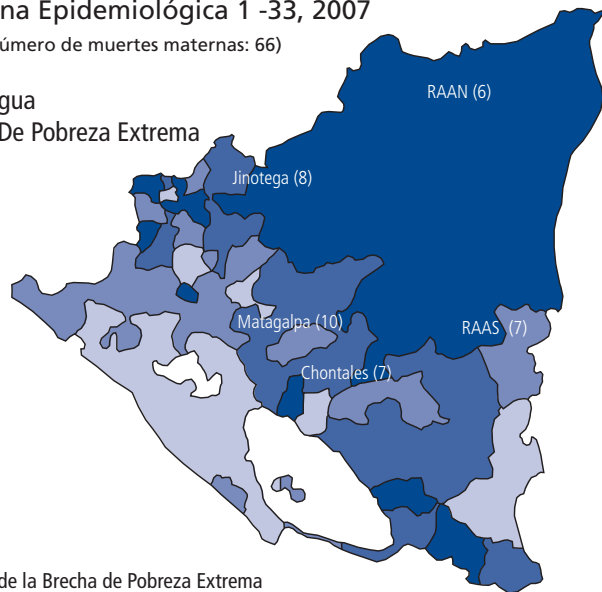 na Epidemiológica 1 -33, 2007
úmero de muertes maternas: 66)
gua
De Pobreza Extrema
RAAN (6)
Jinotega (8)
Matagalpa (10)
RAAS (7)
Chontales (7)
de la Brecha de Pobreza Extrema